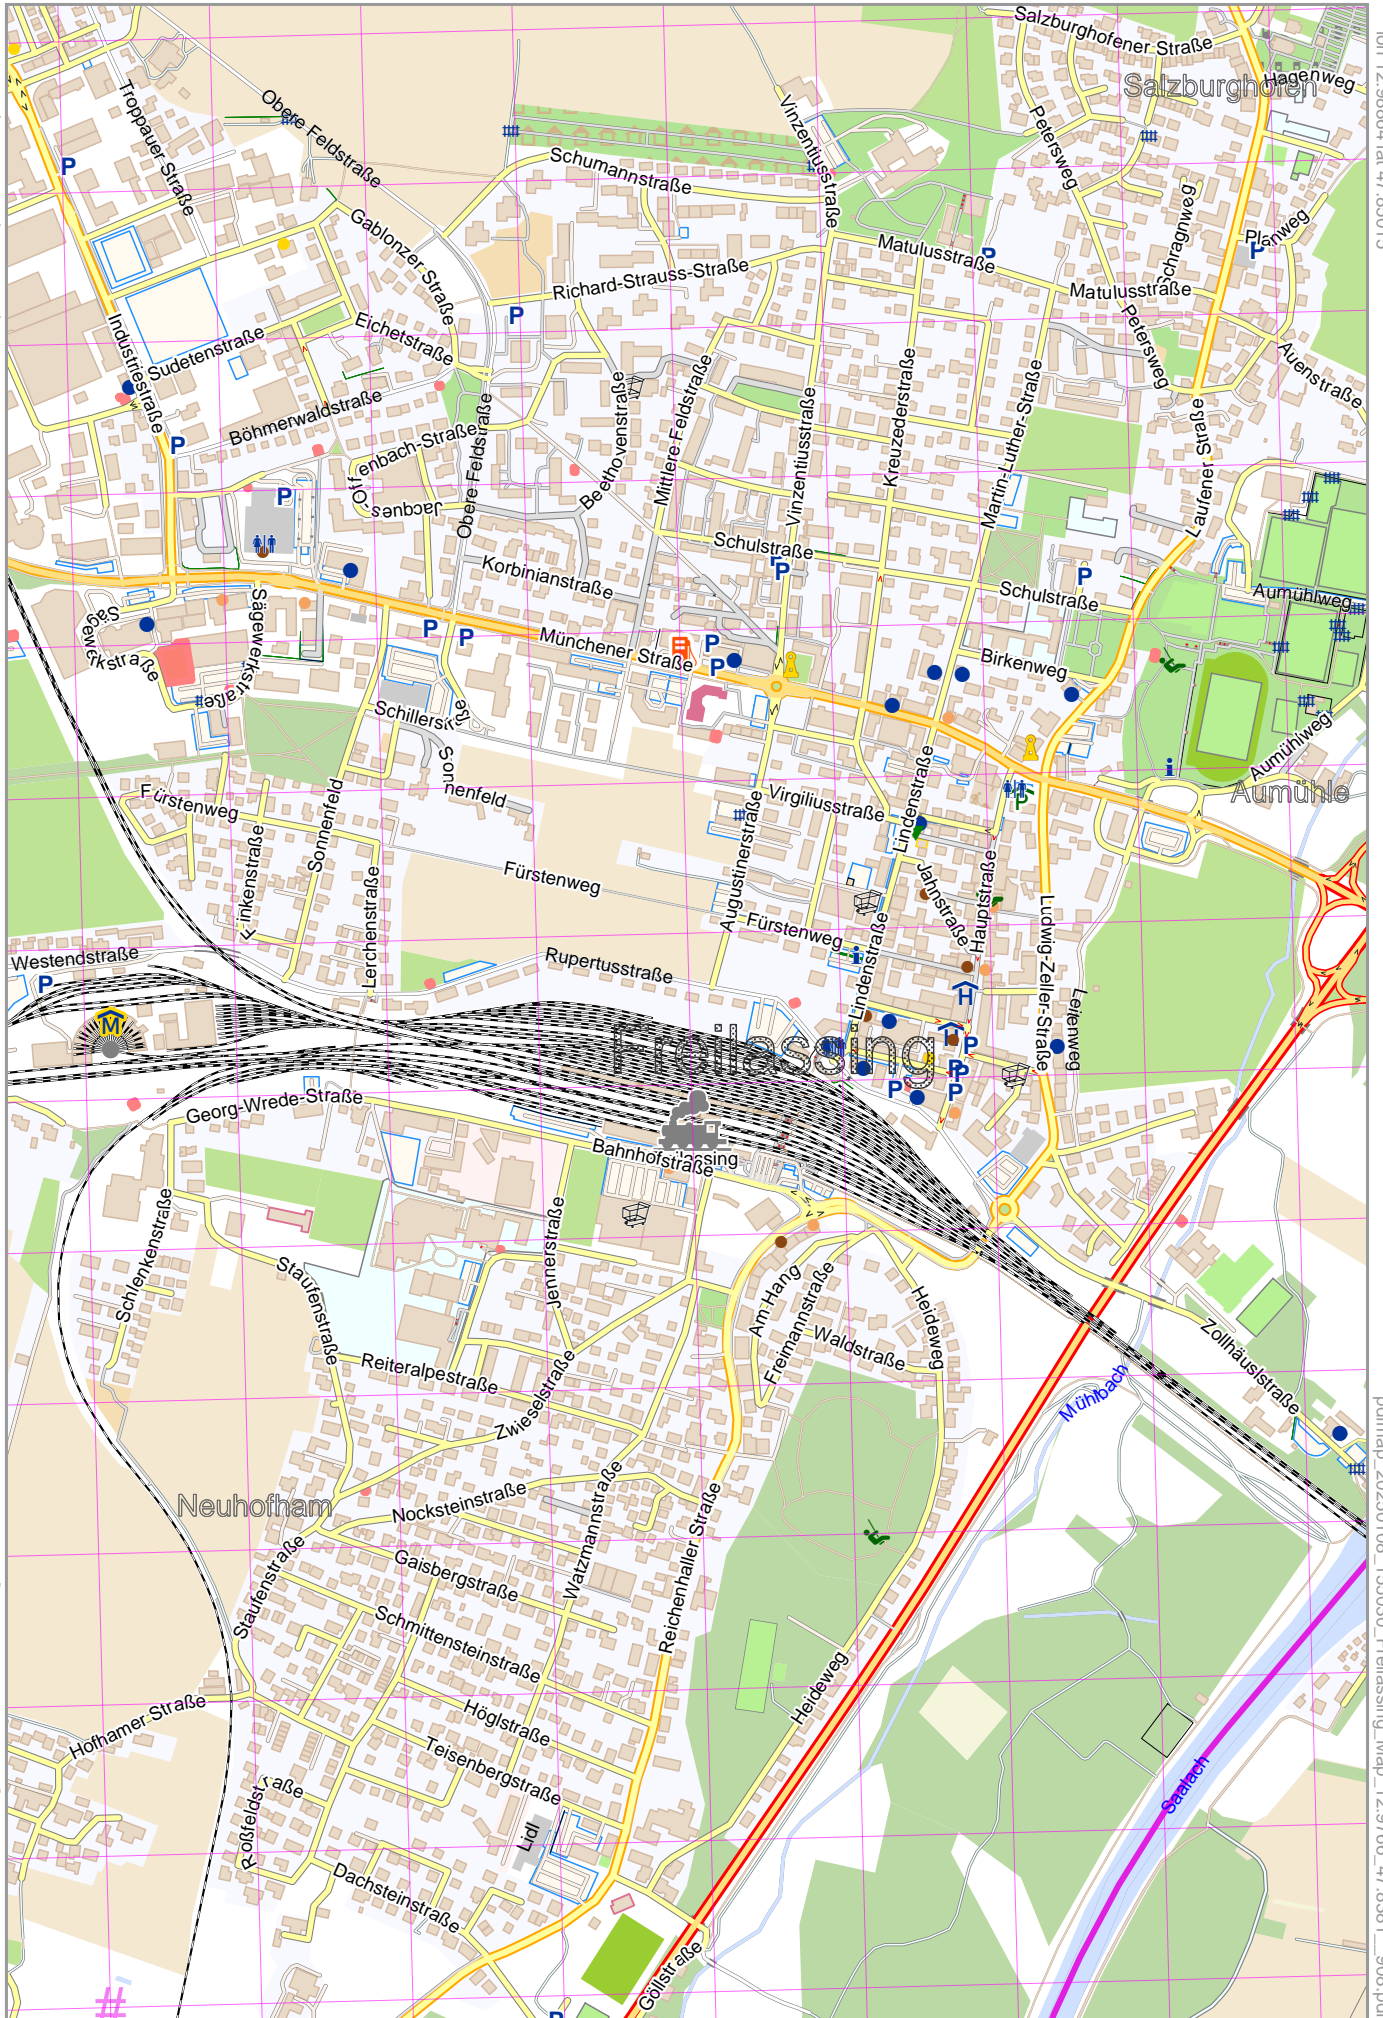 Salzburghofener Straße
Salzburghofen
Hagenweg
Troppauer Straße
Obere Feldstraße
Vinzentiusstraße
Petersweg
P
Schumannstraße
Schragnweg
Planweg
P
Gablonzer Straße
Matulusstraße
P
Richard-Strauss-Straße
Matulusstraße
P
Industriestraße
Eichetstraße
Petersweg
Sudetenstraße
Auenstraße
Böhmerwaldstraße
Beethovenstraße
Mittlere Feldstraße
Vinzentiusstraße
Kreuzederstraße
Martin-Luther-Straße
Laufener Straße
P
Jacques Offenbach-Straße
Obere Feldstraße
P
Schulstraße
Korbinianstraße
P
P
Schulstraße
Aumühlweg
Sägewerkstraße
Sägewerkstraße
P
P
Münchener Straße
P
P
Birkenweg
Schillerstraße
Sonnenfeld
Aumühlweg
i
Aumühle
Fürstenweg
Virgiliusstraße
Lindenstraße
P
Finkenstraße
Sonnenfeld
Lerchenstraße
Fürstenweg
Augustinerstraße
Jahnstraße
Hauptstraße
Ludwig-Zeller-Straße
Fürstenweg
i
Lindenstraße
Westendstraße
Rupertusstraße
P
H
Leitenweg
M
H
Freilassing
P
P
P
P
P
Georg-Wrede-Straße
Bahnhofstraße
Schlenkenstraße
Jennerstraße
Staufenstraße
Am Hang
Freimannstraße
Heideweg
Waldstraße
Zollhäuslstraße
Reiteralpestraße
Zwieselstraße
Mühlbach
Neuhofham
Nocksteinstraße
Watzmannstraße
Reichenhaller Straße
Gaisbergstraße
Staufenstraße
Schmittensteinstraße
Heideweg
Hofhamer Straße
Höglstraße
Teisenbergstraße
Saalach
Roßfeldstraße
Lidl
Dachsteinstraße
Göllstraße
#
P